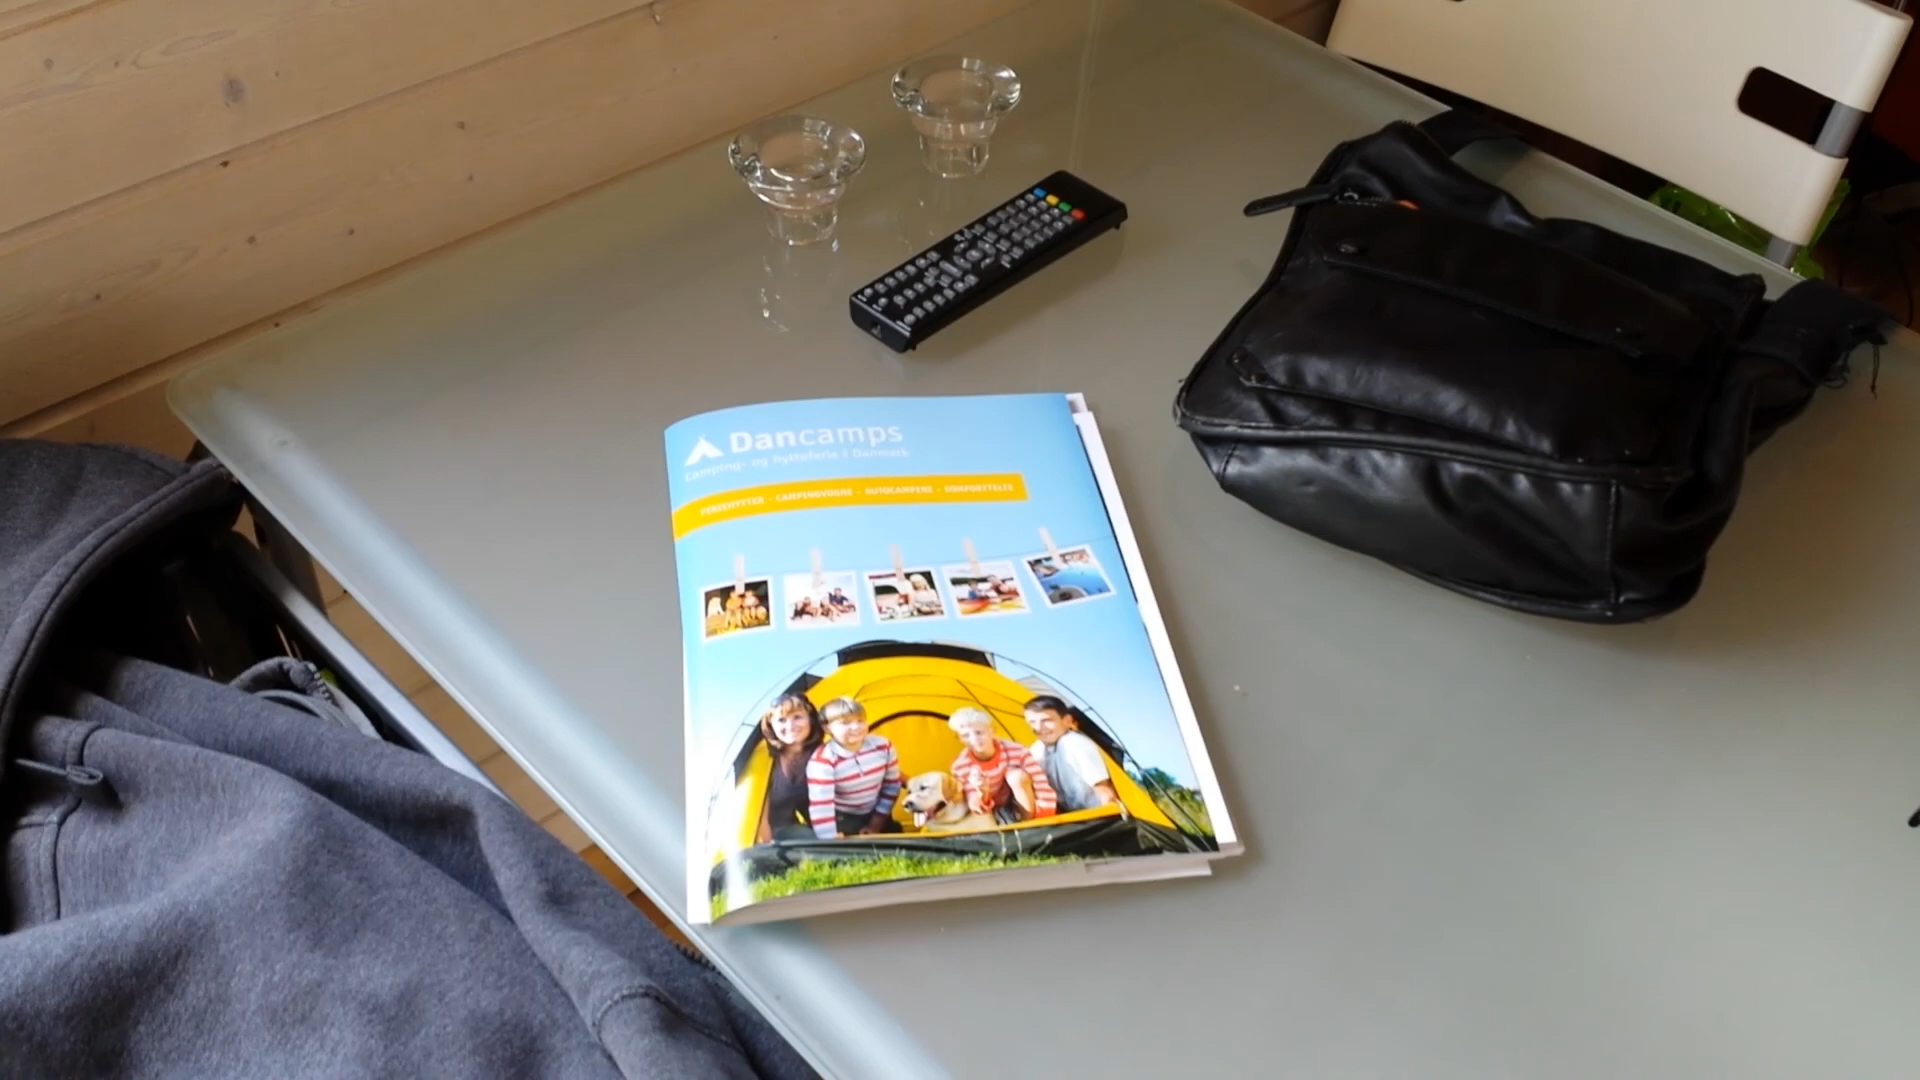 Dancamps
Camping- og hytteferie i Danmark
FERIEHYTTER - CAMPINGVOGNE - AUTOCAMPERE - KOMFORTTELTE